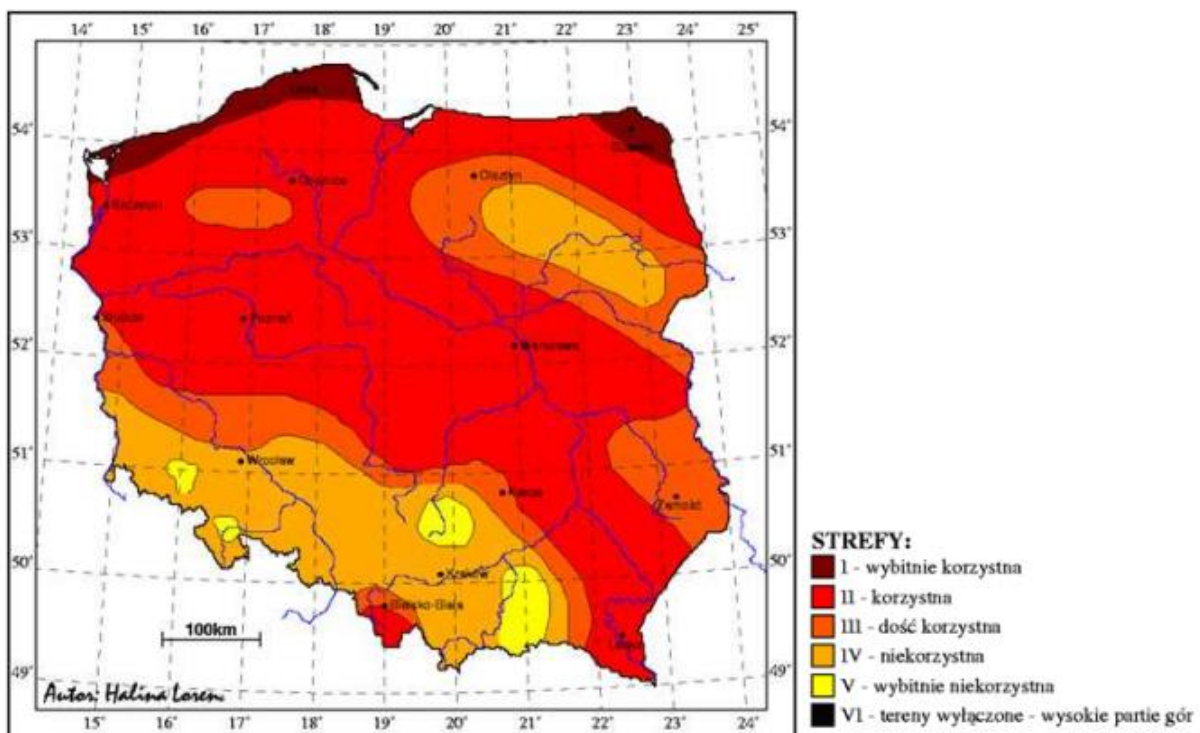 14° 15° 16° 17° 18° 19° 20° 21° 22° 23° 24° 25°
54° 54°
53° 53°
52° 52°
51° 51°
50° 50°
49° 49°
Olsztyn
Poznań
Wrocław
Zamość
Kraków
Bielsko-Biała
100km
Autor: Halina Lorenc
15° 16° 17° 18° 19° 20° 21° 22° 23° 24°
STREFY:
I - wybitnie korzystna
II - korzystna
III - dość korzystna
IV - niekorzystna
V - wybitnie niekorzystna
VI - tereny wyłączone - wysokie partie gór